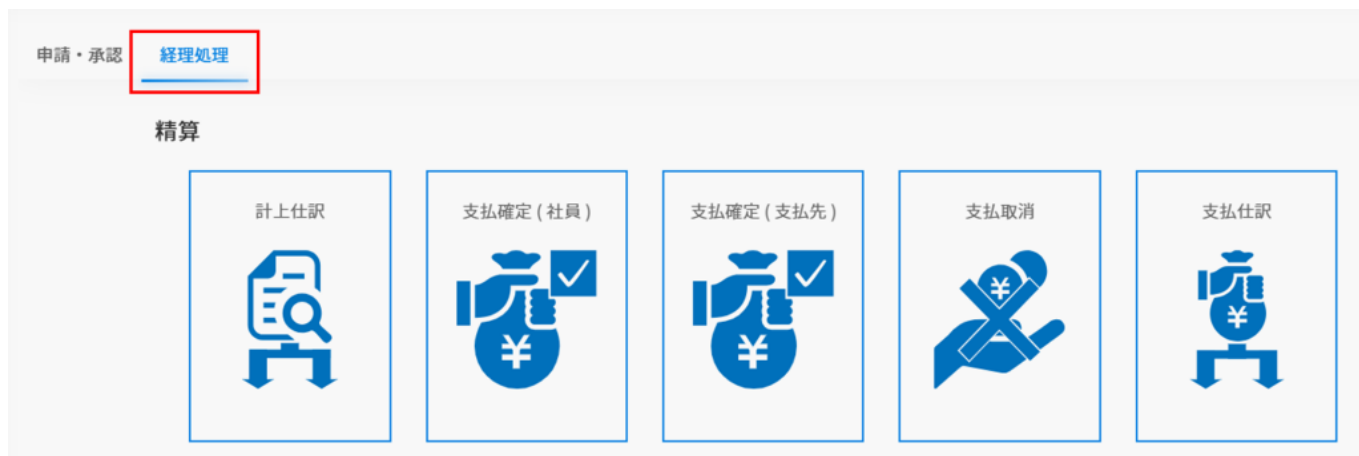 申請・承認 経理処理
精算
計上仕訳 支払確定 ( 社員 ) 支払確定 ( 支払先 ) 支払取消 支払仕訳
¥ ¥ ¥ ¥